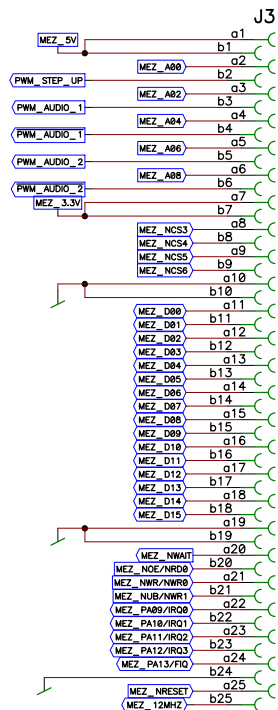 J3
MEZ_5V a1
b1
MEZ_A00 a2
PWM_STEP_UP b2
MEZ_A02 a3
PWM_AUDIO_1 b3
MEZ_A04 a4
PWM_AUDIO_1 b4
MEZ_A06 a5
PWM_AUDIO_2 b5
MEZ_A08 a6
PWM_AUDIO_2 b6
MEZ_3.3V a7
b7
MEZ_NCS3 a8
MEZ_NCS4 b8
MEZ_NCS5 a9
MEZ_NCS6 b9
a10
b10
MEZ_D00 a11
MEZ_D01 b11
MEZ_D02 a12
MEZ_D03 b12
MEZ_D04 a13
MEZ_D05 b13
MEZ_D06 a14
MEZ_D07 b14
MEZ_D08 a15
MEZ_D09 b15
MEZ_D10 a16
MEZ_D11 b16
MEZ_D12 a17
MEZ_D13 b17
MEZ_D14 a18
MEZ_D15 b18
a19
b19
MEZ_NWAIT a20
MEZ_NOE/NRD0 b20
MEZ_NWR/NWR0 a21
MEZ_NUB/NWR1 b21
MEZ_PA09/IRQ0 a22
MEZ_PA10/IRQ1 b22
MEZ_PA11/IRQ2 a23
MEZ_PA12/IRQ3 b23
MEZ_PA13/FIQ a24
b24
MEZ_NRESET a25
MEZ_12MHZ b25